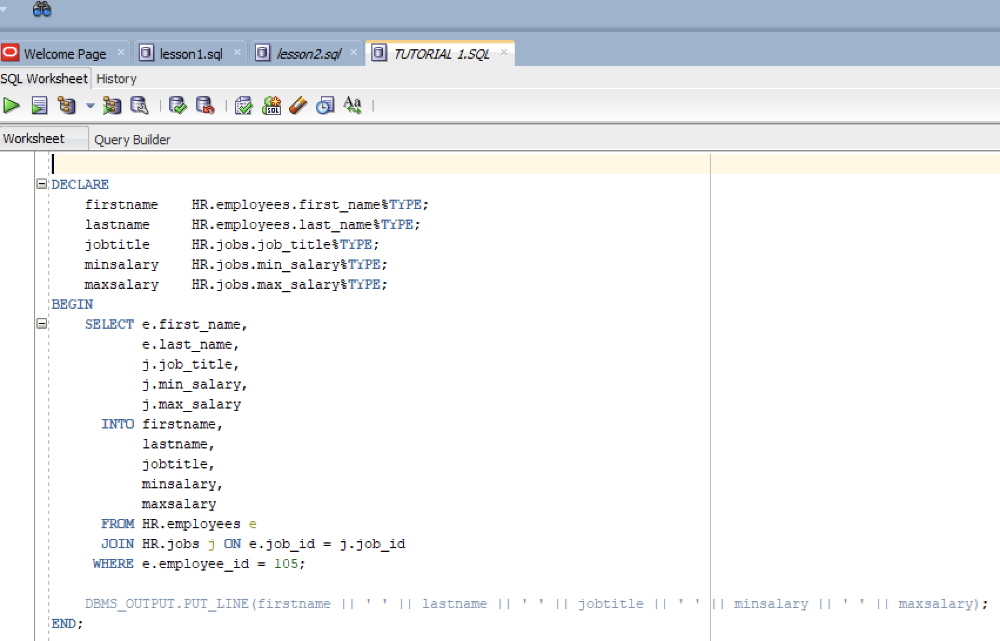 Welcome Page lesson1.sql lesson2.sql TUTORIAL 1.SQL
SQL Worksheet History
SQL Aa
Worksheet Query Builder
DECLARE
    firstname    HR.employees.first_name%TYPE;
    lastname     HR.employees.last_name%TYPE;
    jobtitle     HR.jobs.job_title%TYPE;
    minsalary    HR.jobs.min_salary%TYPE;
    maxsalary    HR.jobs.max_salary%TYPE;
BEGIN
    SELECT e.first_name,
           e.last_name,
           j.job_title,
           j.min_salary,
           j.max_salary
      INTO firstname,
           lastname,
           jobtitle,
           minsalary,
           maxsalary
      FROM HR.employees e
      JOIN HR.jobs j ON e.job_id = j.job_id
     WHERE e.employee_id = 105;
    DBMS_OUTPUT.PUT_LINE(firstname || ' ' || lastname || ' ' || jobtitle || ' ' || minsalary || ' ' || maxsalary);
END;